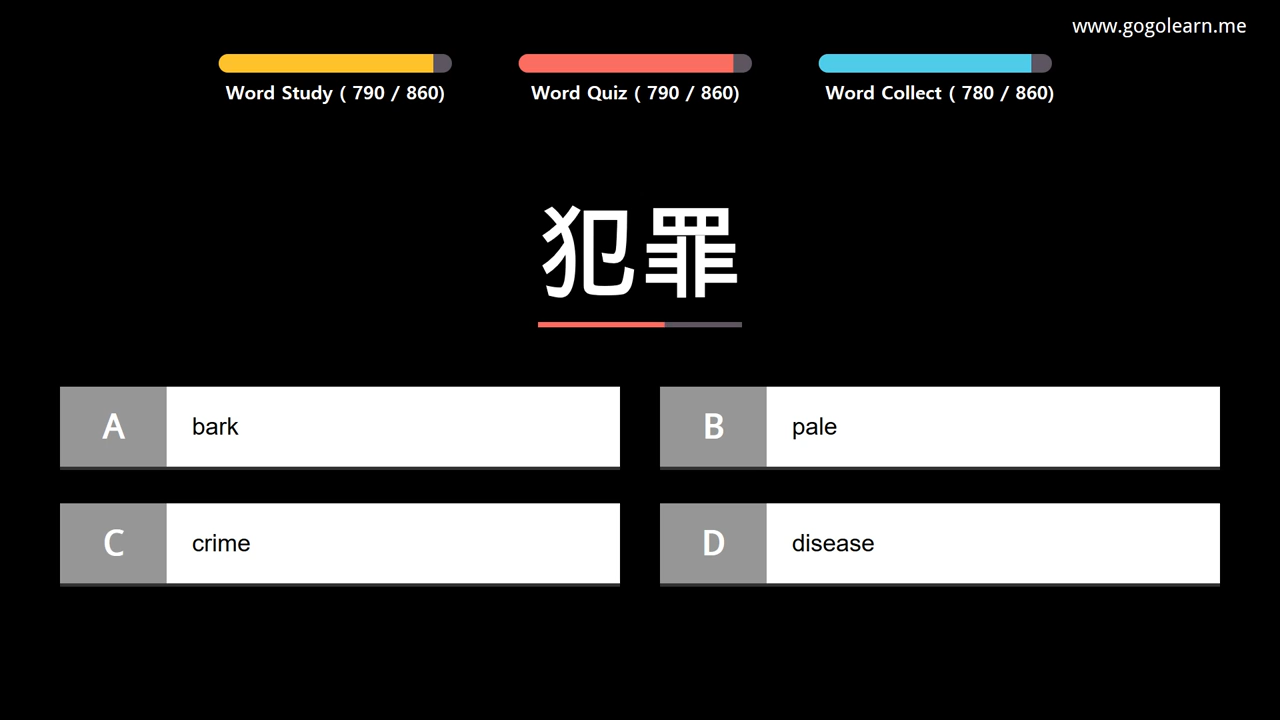 www.gogolearn.me
Word Study ( 790 / 860)
Word Quiz ( 790 / 860)
Word Collect ( 780 / 860)
犯罪
A bark
B pale
C crime
D disease